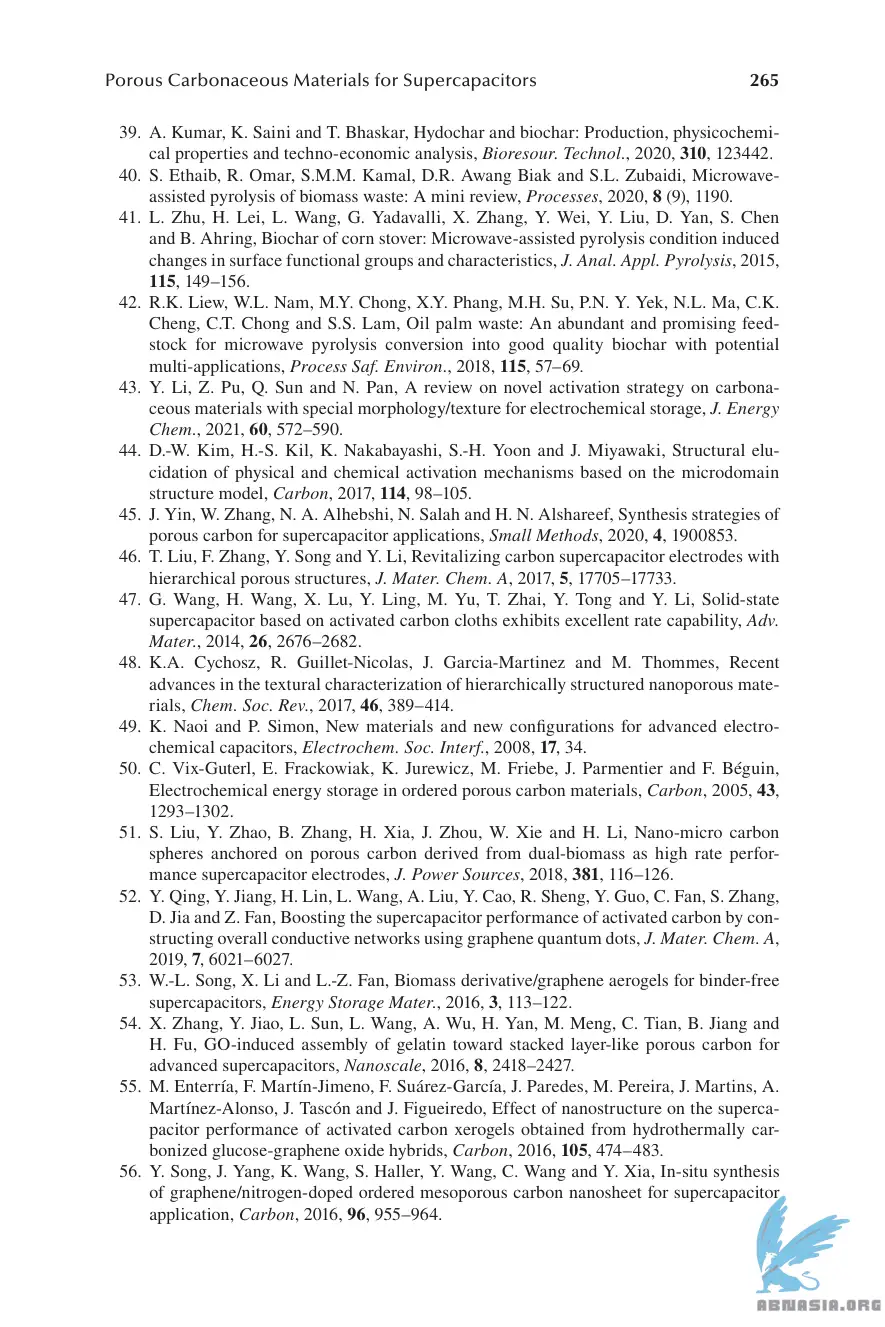 Porous Carbonaceous Materials for Supercapacitors 265
39. A. Kumar, K. Saini and T. Bhaskar, Hydochar and biochar: Production, physicochemi-
cal properties and techno-economic analysis, Bioresour. Technol., 2020, 310, 123442.
40. S. Ethaib, R. Omar, S.M.M. Kamal, D.R. Awang Biak and S.L. Zubaidi, Microwave-
assisted pyrolysis of biomass waste: A mini review, Processes, 2020, 8 (9), 1190.
41. L. Zhu, H. Lei, L. Wang, G. Yadavalli, X. Zhang, Y. Wei, Y. Liu, D. Yan, S. Chen
and B. Ahring, Biochar of corn stover: Microwave-assisted pyrolysis condition induced
changes in surface functional groups and characteristics, J. Anal. Appl. Pyrolysis, 2015,
115, 149–156.
42. R.K. Liew, W.L. Nam, M.Y. Chong, X.Y. Phang, M.H. Su, P.N. Y. Yek, N.L. Ma, C.K.
Cheng, C.T. Chong and S.S. Lam, Oil palm waste: An abundant and promising feed-
stock for microwave pyrolysis conversion into good quality biochar with potential
multi-applications, Process Saf. Environ., 2018, 115, 57–69.
43. Y. Li, Z. Pu, Q. Sun and N. Pan, A review on novel activation strategy on carbona-
ceous materials with special morphology/texture for electrochemical storage, J. Energy
Chem., 2021, 60, 572–590.
44. D.-W. Kim, H.-S. Kil, K. Nakabayashi, S.-H. Yoon and J. Miyawaki, Structural elu-
cidation of physical and chemical activation mechanisms based on the microdomain
structure model, Carbon, 2017, 114, 98–105.
45. J. Yin, W. Zhang, N. A. Alhebshi, N. Salah and H. N. Alshareef, Synthesis strategies of
porous carbon for supercapacitor applications, Small Methods, 2020, 4, 1900853.
46. T. Liu, F. Zhang, Y. Song and Y. Li, Revitalizing carbon supercapacitor electrodes with
hierarchical porous structures, J. Mater. Chem. A, 2017, 5, 17705–17733.
47. G. Wang, H. Wang, X. Lu, Y. Ling, M. Yu, T. Zhai, Y. Tong and Y. Li, Solid-state
supercapacitor based on activated carbon cloths exhibits excellent rate capability, Adv.
Mater., 2014, 26, 2676–2682.
48. K.A. Cychosz, R. Guillet-Nicolas, J. Garcia-Martinez and M. Thommes, Recent
advances in the textural characterization of hierarchically structured nanoporous mate-
rials, Chem. Soc. Rev., 2017, 46, 389–414.
49. K. Naoi and P. Simon, New materials and new configurations for advanced electro-
chemical capacitors, Electrochem. Soc. Interf., 2008, 17, 34.
50. C. Vix-Guterl, E. Frackowiak, K. Jurewicz, M. Friebe, J. Parmentier and F. Béguin,
Electrochemical energy storage in ordered porous carbon materials, Carbon, 2005, 43,
1293–1302.
51. S. Liu, Y. Zhao, B. Zhang, H. Xia, J. Zhou, W. Xie and H. Li, Nano-micro carbon
spheres anchored on porous carbon derived from dual-biomass as high rate perfor-
mance supercapacitor electrodes, J. Power Sources, 2018, 381, 116–126.
52. Y. Qing, Y. Jiang, H. Lin, L. Wang, A. Liu, Y. Cao, R. Sheng, Y. Guo, C. Fan, S. Zhang,
D. Jia and Z. Fan, Boosting the supercapacitor performance of activated carbon by con-
structing overall conductive networks using graphene quantum dots, J. Mater. Chem. A,
2019, 7, 6021–6027.
53. W.-L. Song, X. Li and L.-Z. Fan, Biomass derivative/graphene aerogels for binder-free
supercapacitors, Energy Storage Mater., 2016, 3, 113–122.
54. X. Zhang, Y. Jiao, L. Sun, L. Wang, A. Wu, H. Yan, M. Meng, C. Tian, B. Jiang and
H. Fu, GO-induced assembly of gelatin toward stacked layer-like porous carbon for
advanced supercapacitors, Nanoscale, 2016, 8, 2418–2427.
55. M. Enterría, F. Martín-Jimeno, F. Suárez-García, J. Paredes, M. Pereira, J. Martins, A.
Martínez-Alonso, J. Tascón and J. Figueiredo, Effect of nanostructure on the superca-
pacitor performance of activated carbon xerogels obtained from hydrothermally car-
bonized glucose-graphene oxide hybrids, Carbon, 2016, 105, 474–483.
56. Y. Song, J. Yang, K. Wang, S. Haller, Y. Wang, C. Wang and Y. Xia, In-situ synthesis
of graphene/nitrogen-doped ordered mesoporous carbon nanosheet for supercapacitor
application, Carbon, 2016, 96, 955–964.
ABNASIA.ORG